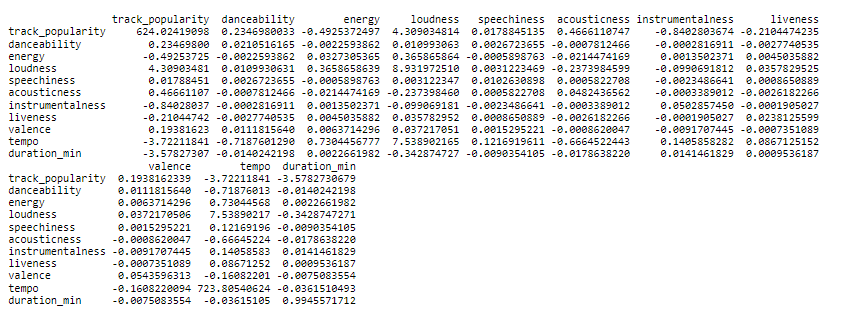 track_popularity danceability energy loudness speechiness acousticness instrumentalness liveness
track_popularity 624.02419098 0.2346980033 -0.4925372497 4.309034814 0.0178845135 0.4666110747 -0.8402803674 -0.2104474235
danceability 0.23469800 0.0210516165 -0.0022593862 0.010993063 0.0026723655 -0.0007812466 -0.0002816911 -0.0027740535
energy -0.49253725 -0.0022593862 0.0327305365 0.365865864 -0.0005898763 -0.0214474169 0.0013502371 0.0045035882
loudness 4.30903481 0.0109930631 0.3658658639 8.931972510 0.0031223469 -0.2373984599 -0.0990691812 0.0357829525
speechiness 0.01788451 0.0026723655 -0.0005898763 0.003122347 0.0102630898 0.0005822708 -0.0023486641 0.0008650889
acousticness 0.46661107 -0.0007812466 -0.0214474169 -0.237398460 0.0005822708 0.0482436562 -0.0003389012 -0.0026182266
instrumentalness -0.84028037 -0.0002816911 0.0013502371 -0.099069181 -0.0023486641 -0.0003389012 0.0502857450 -0.0001905027
liveness -0.21044742 -0.0027740535 0.0045035882 0.035782952 0.0008650889 -0.0026182266 -0.0001905027 0.0238125599
valence 0.19381623 0.0111815640 0.0063714296 0.037217051 0.0015295221 -0.0008620047 -0.0091707445 -0.0007351089
tempo -3.72211841 -0.7187601290 0.7304456777 7.538902165 0.1216919611 -0.6664522443 0.1405858282 0.0867125152
duration_min -3.57827307 -0.0140242198 0.0022661982 -0.342874727 -0.0090354105 -0.0178638220 0.0141461829 0.0009536187
valence tempo duration_min
track_popularity 0.1938162339 -3.72211841 -3.5782730679
danceability 0.0111815640 -0.71876013 -0.0140242198
energy 0.0063714296 0.73044568 0.0022661982
loudness 0.0372170506 7.53890217 -0.3428747271
speechiness 0.0015295221 0.12169196 -0.0090354105
acousticness -0.0008620047 -0.66645224 -0.0178638220
instrumentalness -0.0091707445 0.14058583 0.0141461829
liveness -0.0007351089 0.08671252 0.0009536187
valence 0.0543596313 -0.16082201 -0.0075083554
tempo -0.1608220094 723.80540624 -0.0361510493
duration_min -0.0075083554 -0.03615105 0.9945571712